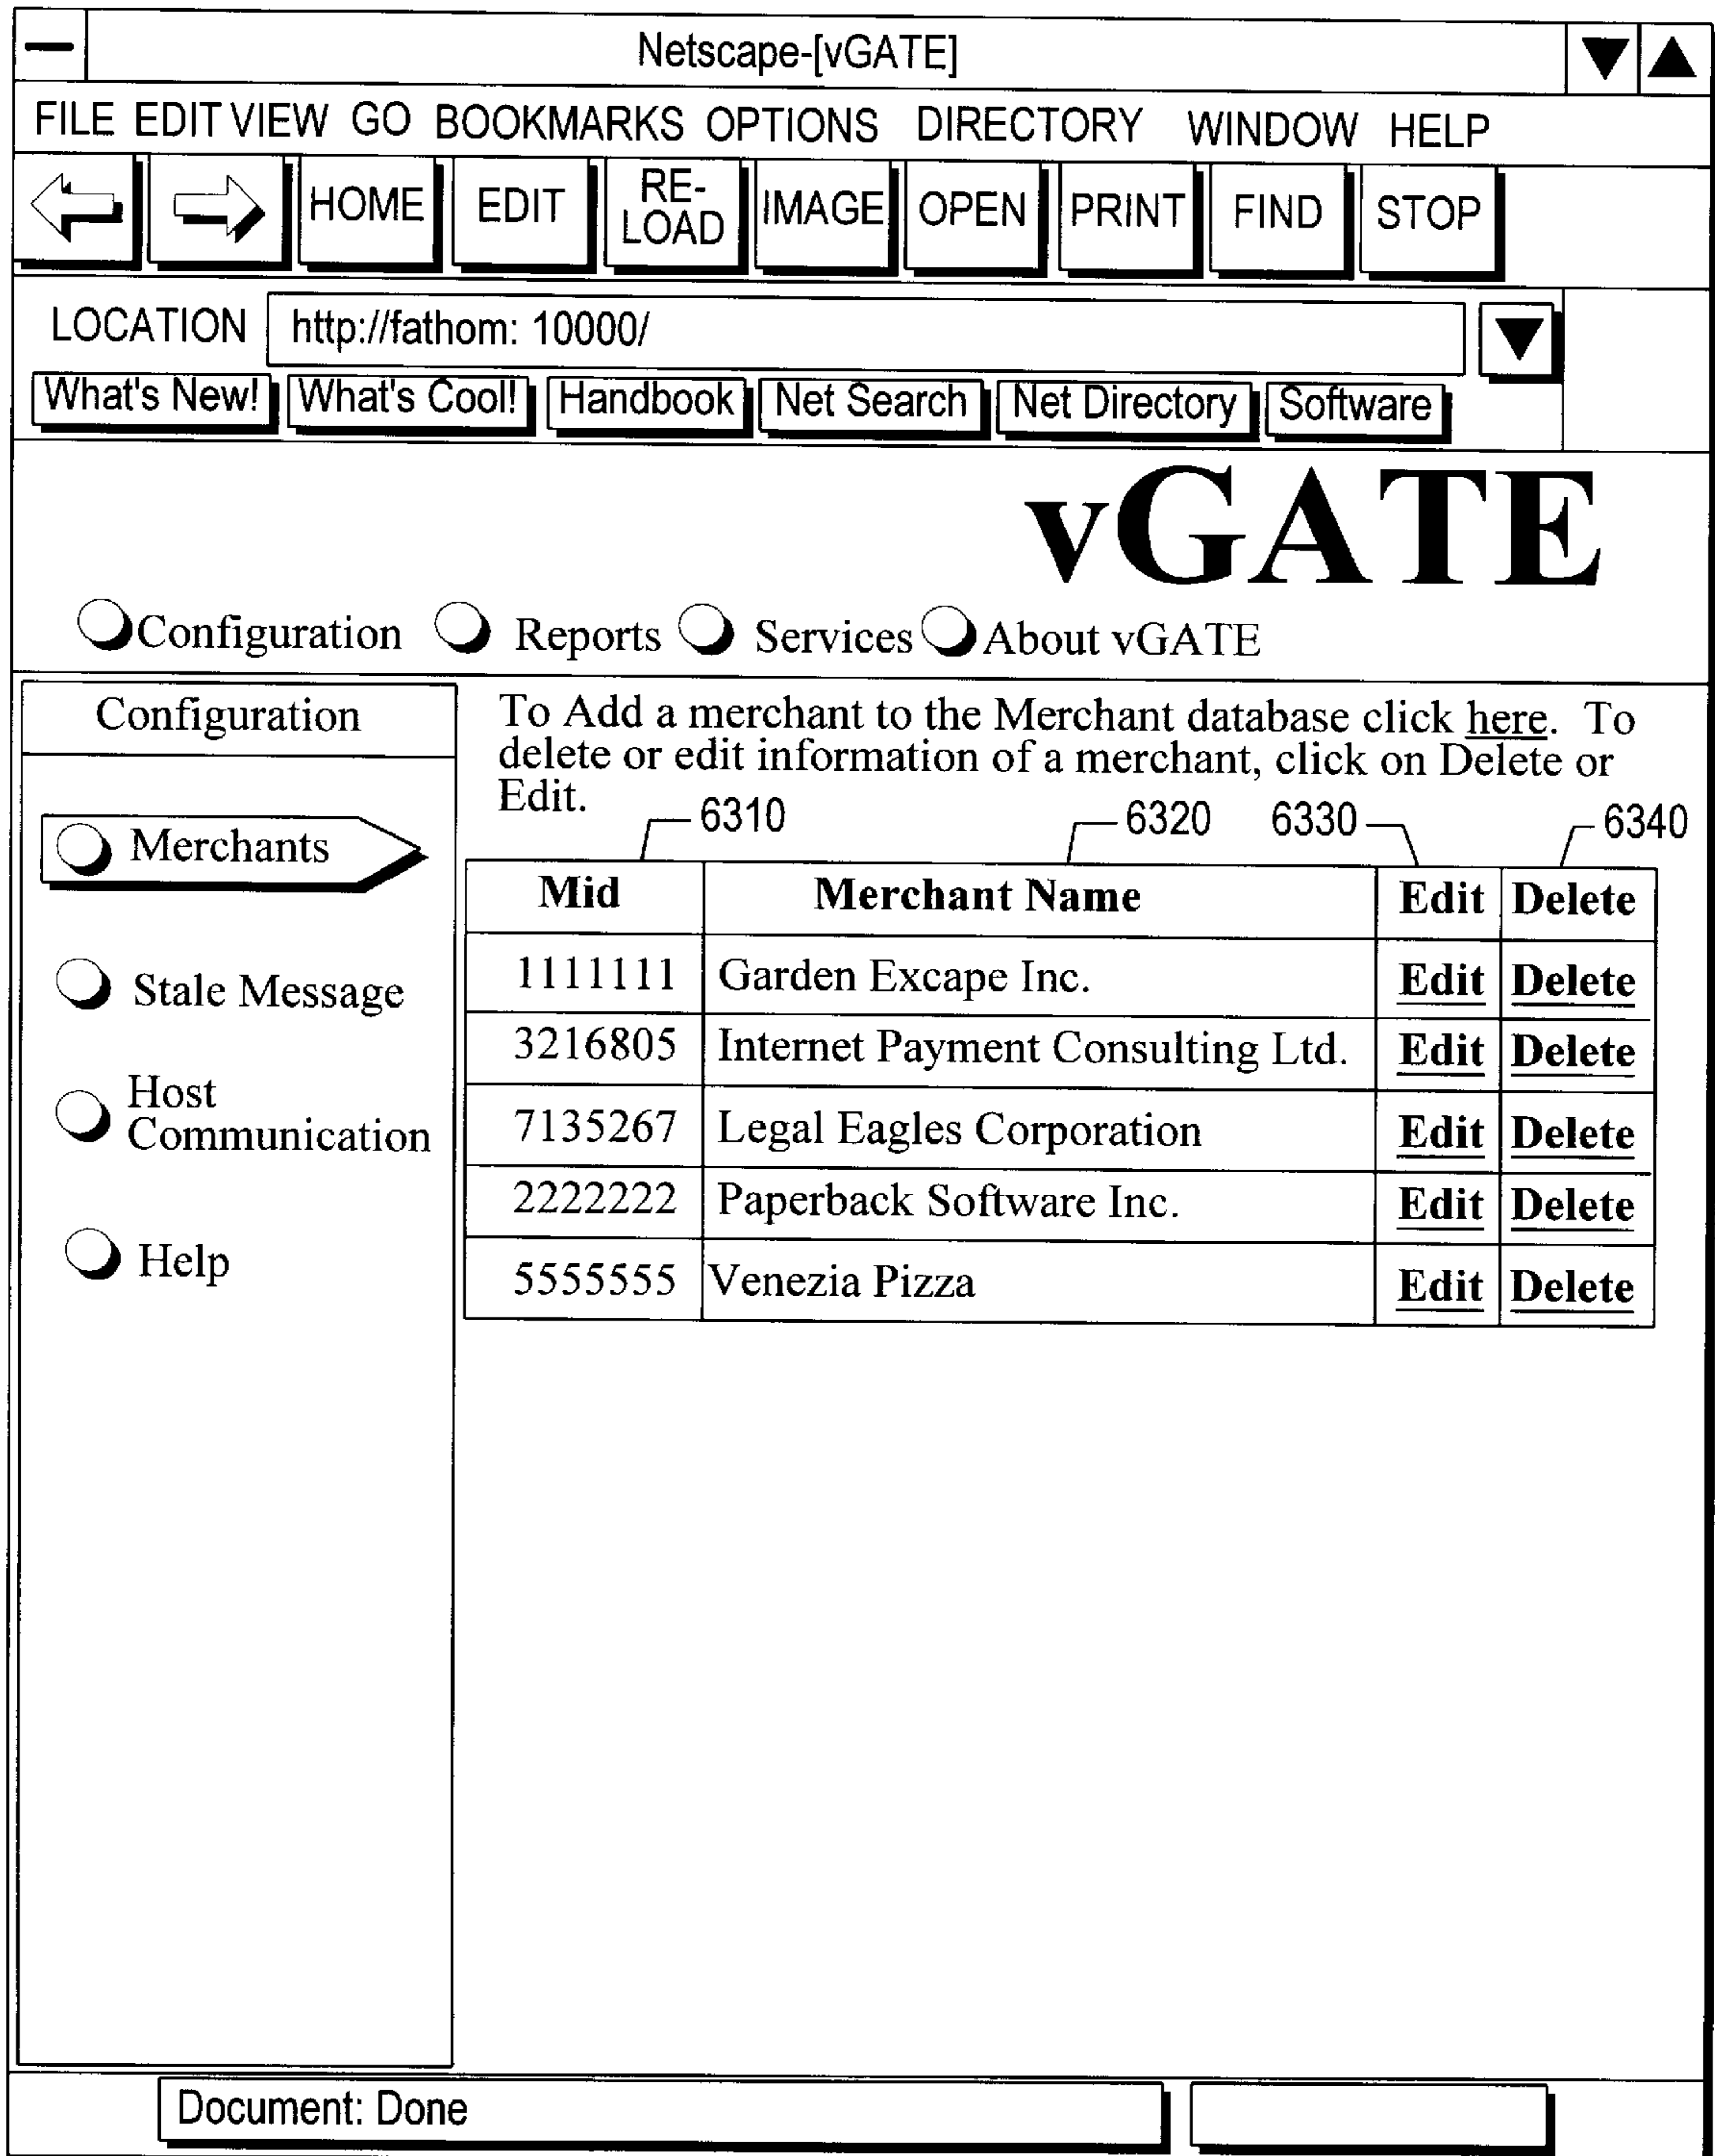 Netscape-[vGATE]
FILE EDIT VIEW GO BOOKMARKS OPTIONS DIRECTORY WINDOW HELP
HOME EDIT RE-LOAD IMAGE OPEN PRINT FIND STOP
LOCATION http://fathom: 10000/
What's New! What's Cool! Handbook Net Search Net Directory Software
vGATE
Configuration Reports Services About vGATE
Configuration
Merchants
Stale Message
Host
Communication
Help
To Add a merchant to the Merchant database click here. To
delete or edit information of a merchant, click on Delete or
Edit.
6310 6320 6330 6340
Mid Merchant Name Edit Delete
1111111 Garden Excape Inc. Edit Delete
3216805 Internet Payment Consulting Ltd. Edit Delete
7135267 Legal Eagles Corporation Edit Delete
2222222 Paperback Software Inc. Edit Delete
5555555 Venezia Pizza Edit Delete
Document: Done